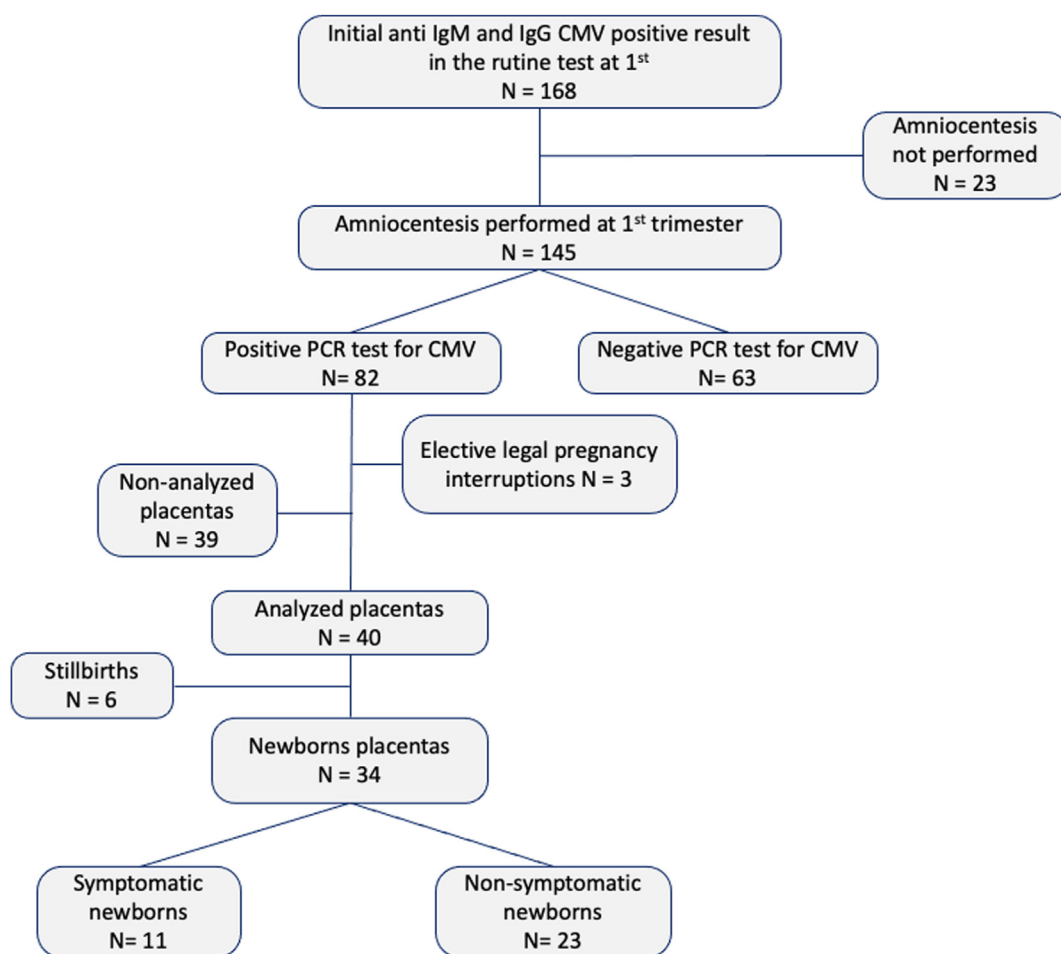 Initial anti IgM and IgG CMV positive result
in the rutine test at 1st
N = 168
Amniocentesis
not performed
N = 23
Amniocentesis performed at 1st trimester
N = 145
Positive PCR test for CMV
N= 82
Negative PCR test for CMV
N= 63
Elective legal pregnancy
interruptions N = 3
Non-analyzed
placentas
N = 39
Analyzed placentas
N = 40
Stillbirths
N = 6
Newborns placentas
N = 34
Symptomatic
newborns
N= 11
Non-symptomatic
newborns
N= 23